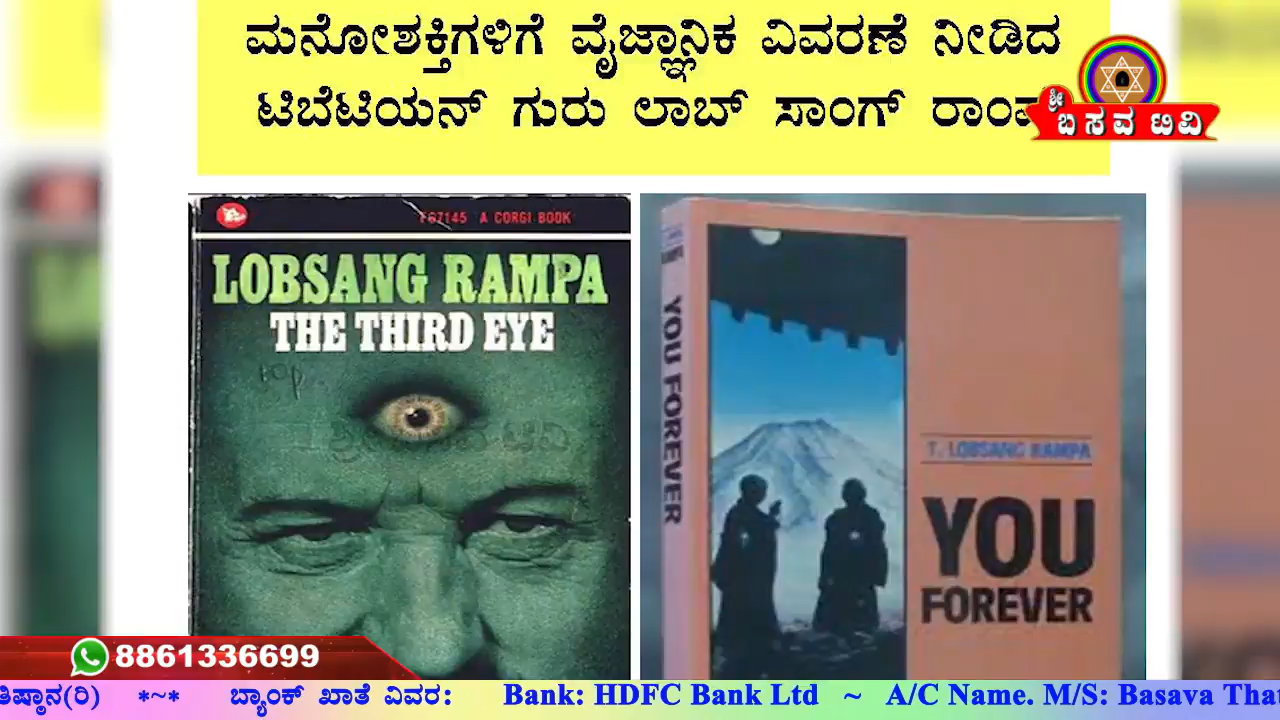 ಮನೋಶಕ್ತಿಗಳಿಗೆ ವೈಜ್ಞಾನಿಕ ವಿವರಣೆ ನೀಡಿದ
ಟಿಬೆಟಿಯನ್ ಗುರು ಲಾಬ್ ಸಾಂಗ್
ಶ್ರೀ
ಬಸವ ಟಿವಿ
FG7145 A CORGI BOOK
LOBSANG RAMPA
THE THIRD EYE
YOU FOREVER
T. LOBSANG RAMPA
YOU
FOREVER
8861336699
*~* ಬ್ಯಾಂಕ್ ಖಾತೆ ವಿವರ: Bank: HDFC Bank Ltd ~ A/C Name. M/S: Basava